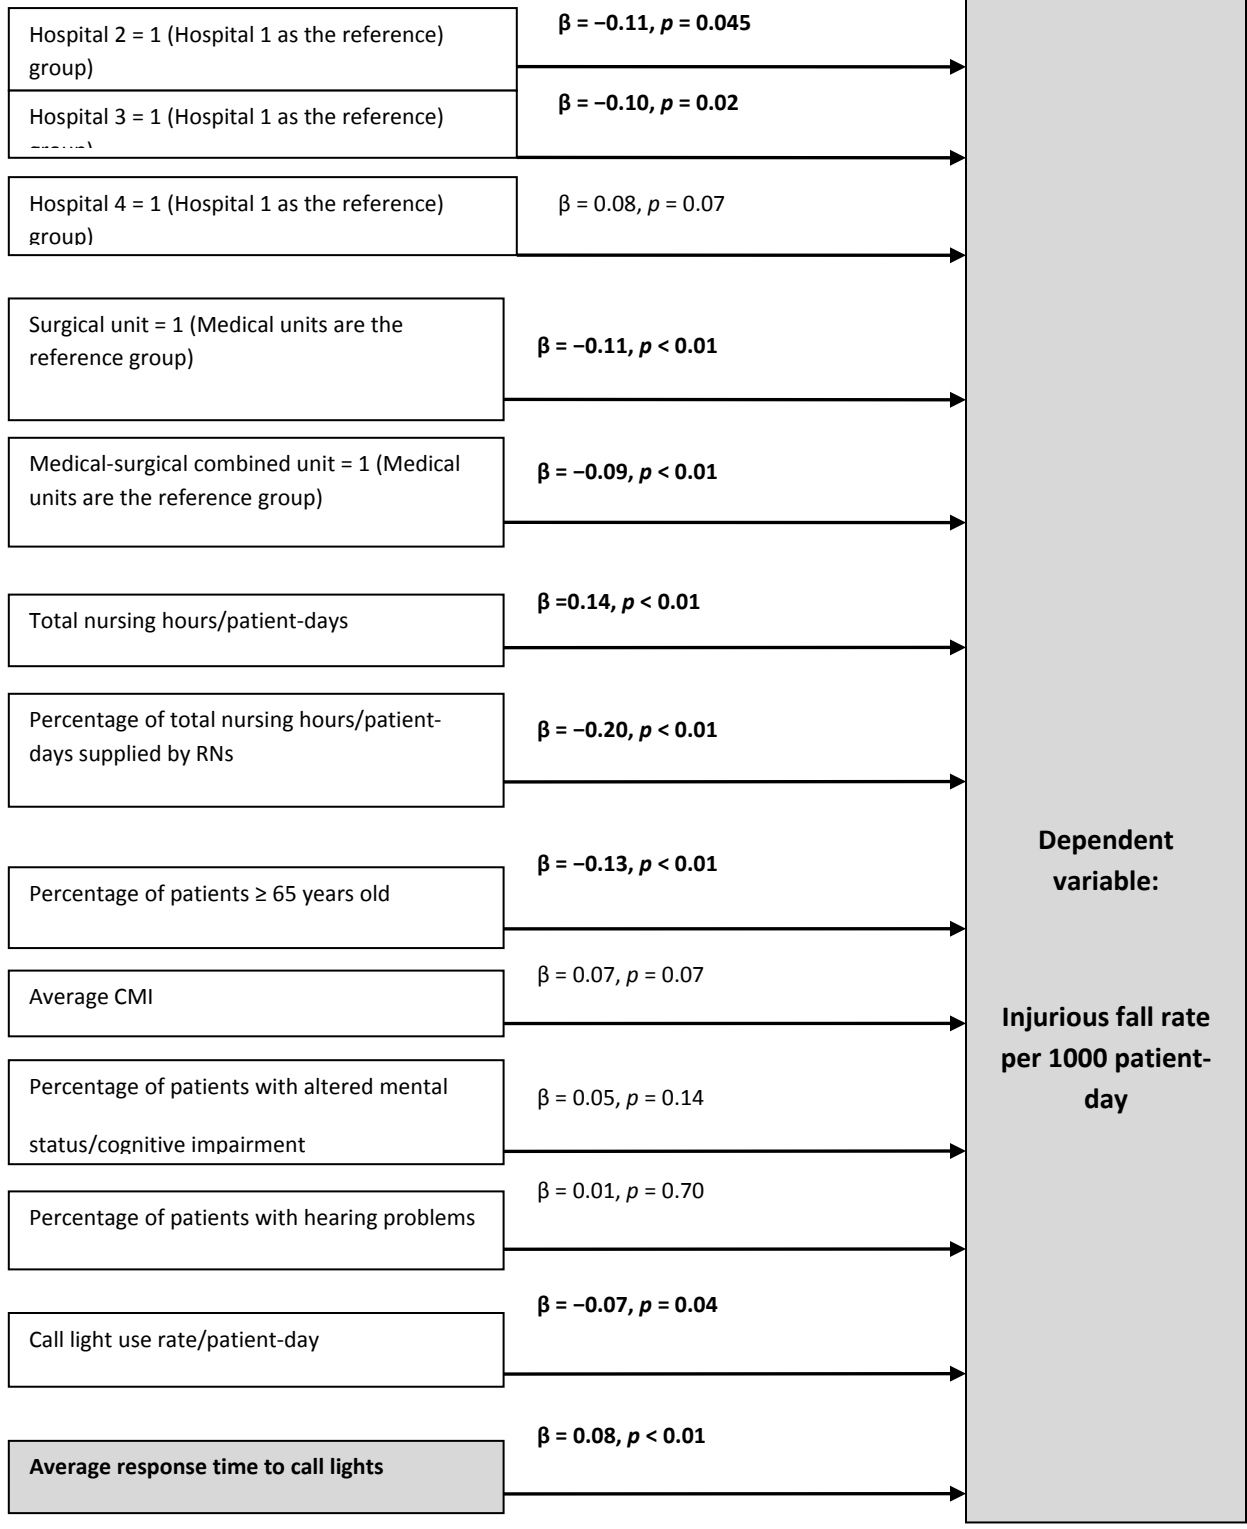 Hospital 2 = 1 (Hospital 1 as the reference)
group)
β = −0.11, p = 0.045
Hospital 3 = 1 (Hospital 1 as the reference)
group)
β = −0.10, p = 0.02
Hospital 4 = 1 (Hospital 1 as the reference)
group)
β = 0.08, p = 0.07
Surgical unit = 1 (Medical units are the
reference group)
β = −0.11, p < 0.01
Medical-surgical combined unit = 1 (Medical
units are the reference group)
β = −0.09, p < 0.01
Total nursing hours/patient-days
β =0.14, p < 0.01
Percentage of total nursing hours/patient-
days supplied by RNs
β = −0.20, p < 0.01
Percentage of patients ≥ 65 years old
β = −0.13, p < 0.01
Average CMI
β = 0.07, p = 0.07
Percentage of patients with altered mental
status/cognitive impairment
β = 0.05, p = 0.14
Percentage of patients with hearing problems
β = 0.01, p = 0.70
Call light use rate/patient-day
β = −0.07, p = 0.04
Average response time to call lights
β = 0.08, p < 0.01
Dependent
variable:
Injurious fall rate
per 1000 patient-
day